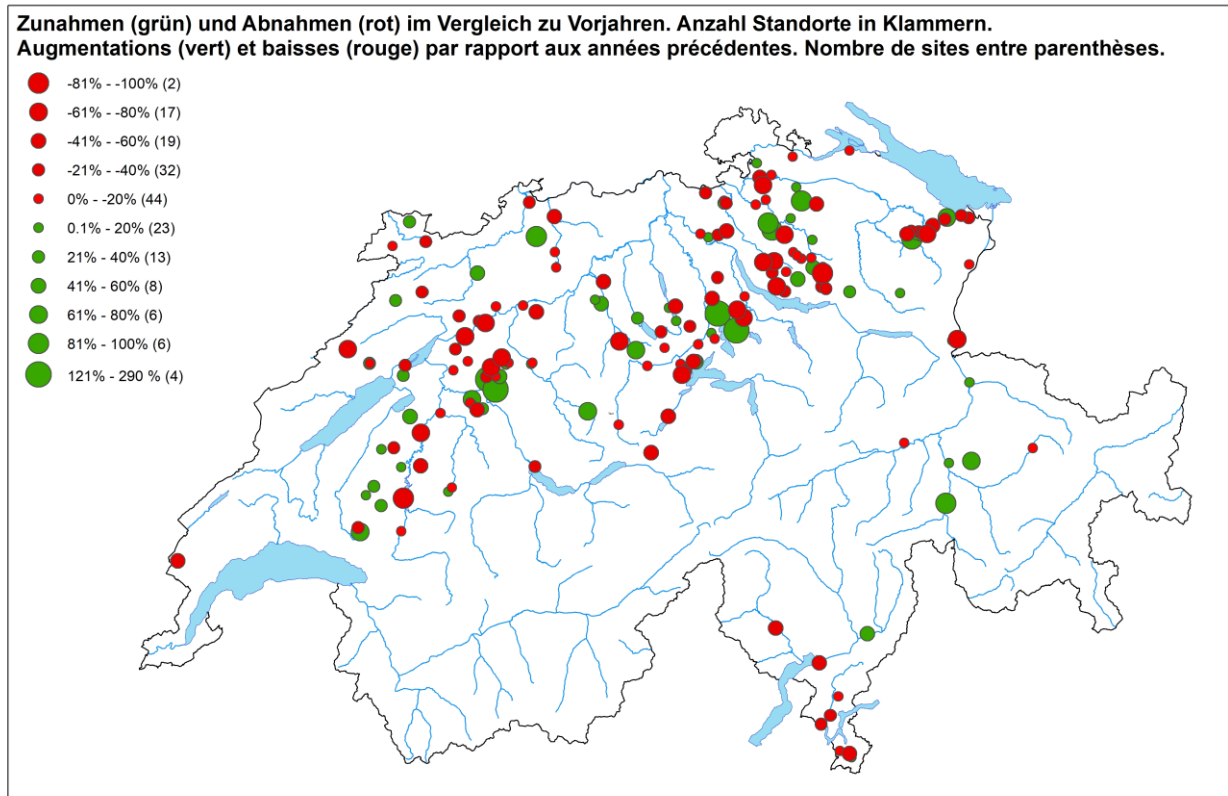 Zunahmen (grün) und Abnahmen (rot) im Vergleich zu Vorjahren. Anzahl Standorte in Klammern.
Augmentations (vert) et baisses (rouge) par rapport aux années précédentes. Nombre de sites entre parenthèses.
-81% - -100% (2)
-61% - -80% (17)
-41% - -60% (19)
-21% - -40% (32)
0% - -20% (44)
0.1% - 20% (23)
21% - 40% (13)
41% - 60% (8)
61% - 80% (6)
81% - 100% (6)
121% - 290 % (4)